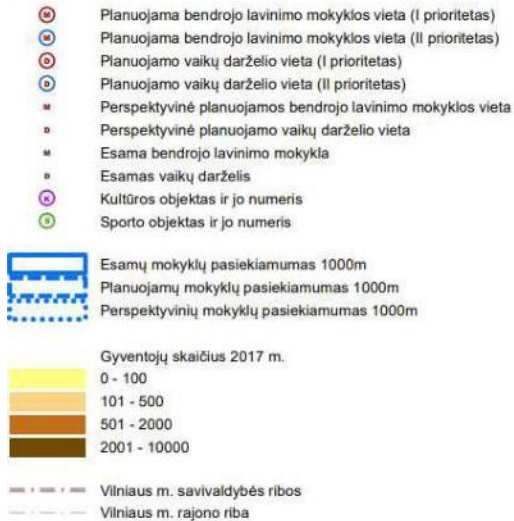 M Planuojama bendrojo lavinimo mokyklos vieta (I prioritetas)
M Planuojama bendrojo lavinimo mokyklos vieta (II prioritetas)
D Planuojamo vaikų darželio vieta (I prioritetas)
D Planuojamo vaikų darželio vieta (II prioritetas)
M Perspektyvinė planuojamos bendrojo lavinimo mokyklos vieta
D Perspektyvinė planuojamo vaikų darželio vieta
M Esama bendrojo lavinimo mokykla
D Esamas vaikų darželis
K Kultūros objektas ir jo numeris
S Sporto objektas ir jo numeris
Esamų mokyklų pasiekiamumas 1000m
Planuojamų mokyklų pasiekiamumas 1000m
Perspektyvinių mokyklų pasiekiamumas 1000m
Gyventojų skaičius 2017 m.
0 - 100
101 - 500
501 - 2000
2001 - 10000
Vilniaus m. savivaldybės ribos
Vilniaus m. rajono riba